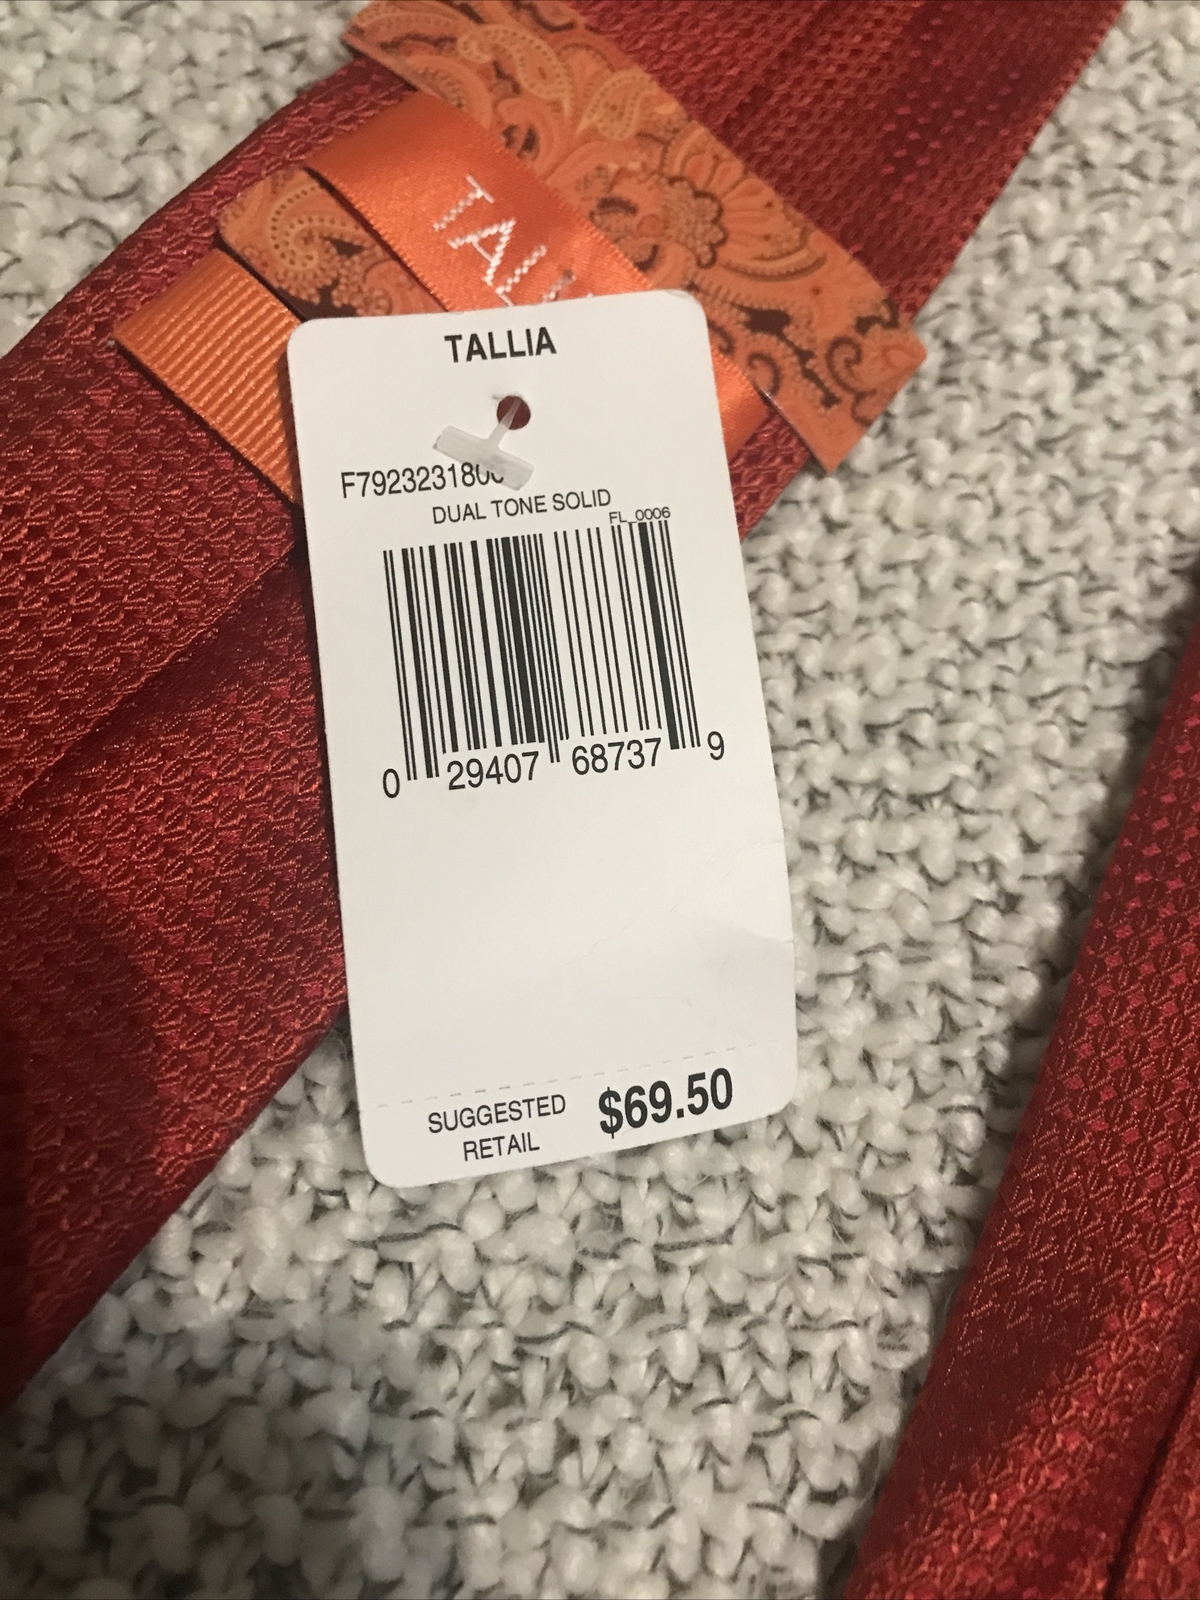 TALLIA
DUAL TONE SOLID
FL_0006
0 29407 68737 9
SUGGESTED
RETAIL
$69.50